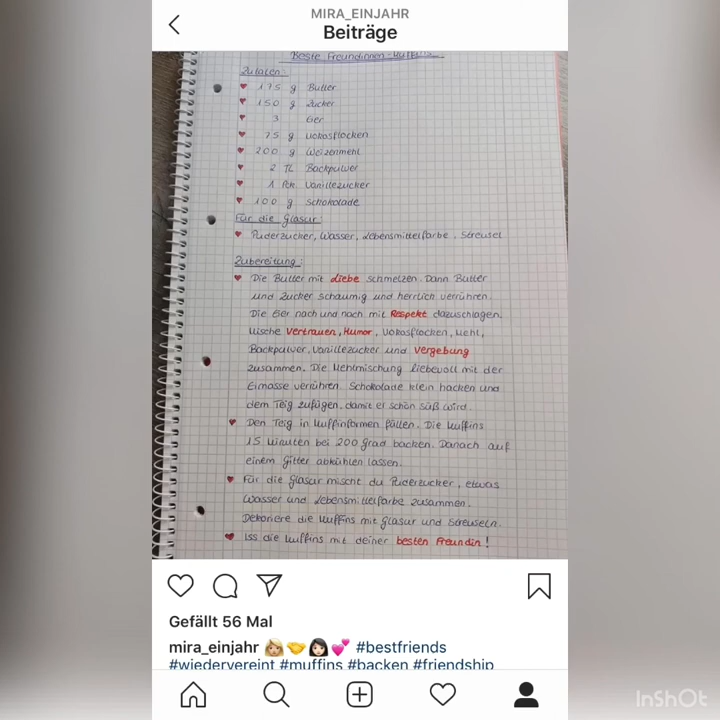 MIRA_EINJAHR
Beiträge
Beste Freundinnen-Muffins
Zutaten:
175 g Butter
150 g Zucker
3 Eier
75 g Kokosflocken
200 g Weizenmehl
2 TL Backpulver
1 Pck Vanillezucker
100 g Schokolade
Für die Glasur:
Puderzucker, Wasser, Lebensmittelfarbe, Streusel
Zubereitung:
Die Butter mit Liebe schmelzen. Dann Butter
und Zucker schaumig und herrlich verrühren.
Die Eier nach und nach mit Respekt dazuschlagen.
Mische Vertrauen, Humor, Kokosflocken, Mehl,
Backpulver, Vanillezucker und Vergebung
zusammen. Die Mehlmischung liebevoll mit der
Eimasse verrühren. Schokolade klein hacken und
dem Teig zufügen, damit er schön süß wird.
Den Teig in Muffinformen füllen. Die Muffins
15 Minuten bei 200 Grad backen. Danach auf
einem Gitter abkühlen lassen.
Für die Glasur mischt du Puderzucker, etwas
Wasser und Lebensmittelfarbe zusammen.
Dekoriere die Muffins mit Glasur und Streuseln.
Iss die Muffins mit deiner besten Freundin!
Gefällt 56 Mal
mira_einjahr #bestfriends
#wiedervereint #muffins #backen #friendship
InShOt